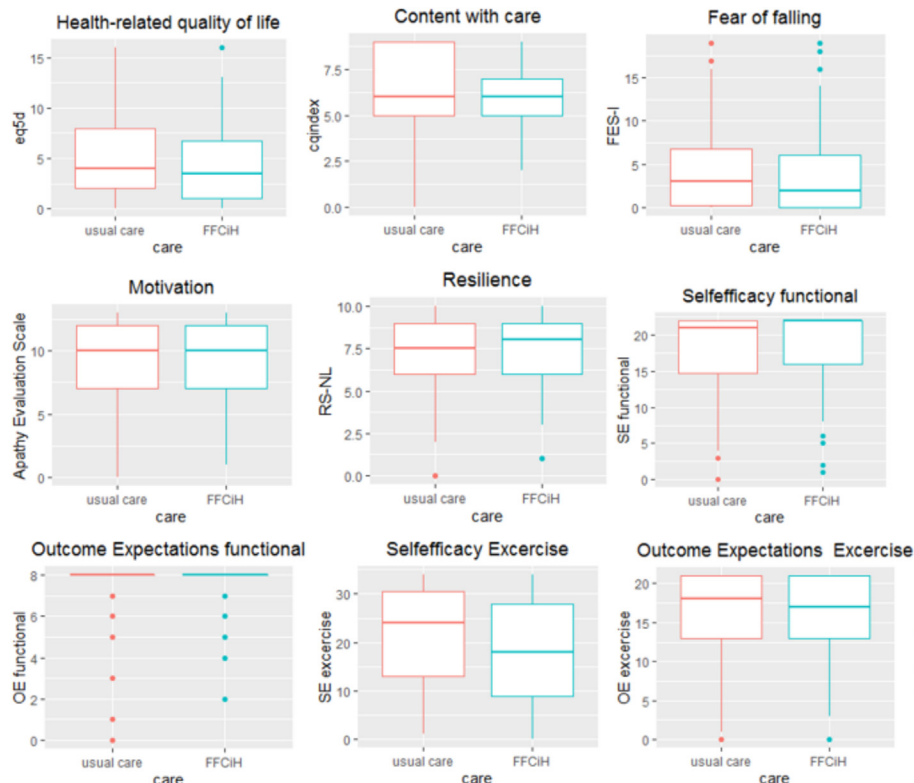 Health-related quality of life
eq5d
15
10
5
0
usual care FFCiH
care
Content with care
cqindex
7.5
5.0
2.5
0.0
usual care FFCiH
care
Fear of falling
FES-I
15
10
5
0
usual care FFCiH
care
Motivation
Apathy Evaluation Scale
10
5
0
usual care FFCiH
care
Resilience
RS-NL
10.0
7.5
5.0
2.5
0.0
usual care FFCiH
care
Selfefficacy functional
SE functional
20
15
10
5
0
usual care FFCiH
care
Outcome Expectations functional
OE functional
8
6
4
2
0
usual care FFCiH
care
Selfefficacy Excercise
SE exercise
30
20
10
0
usual care FFCiH
care
Outcome Expectations Excercise
OE excercise
20
15
10
5
0
usual care FFCiH
care